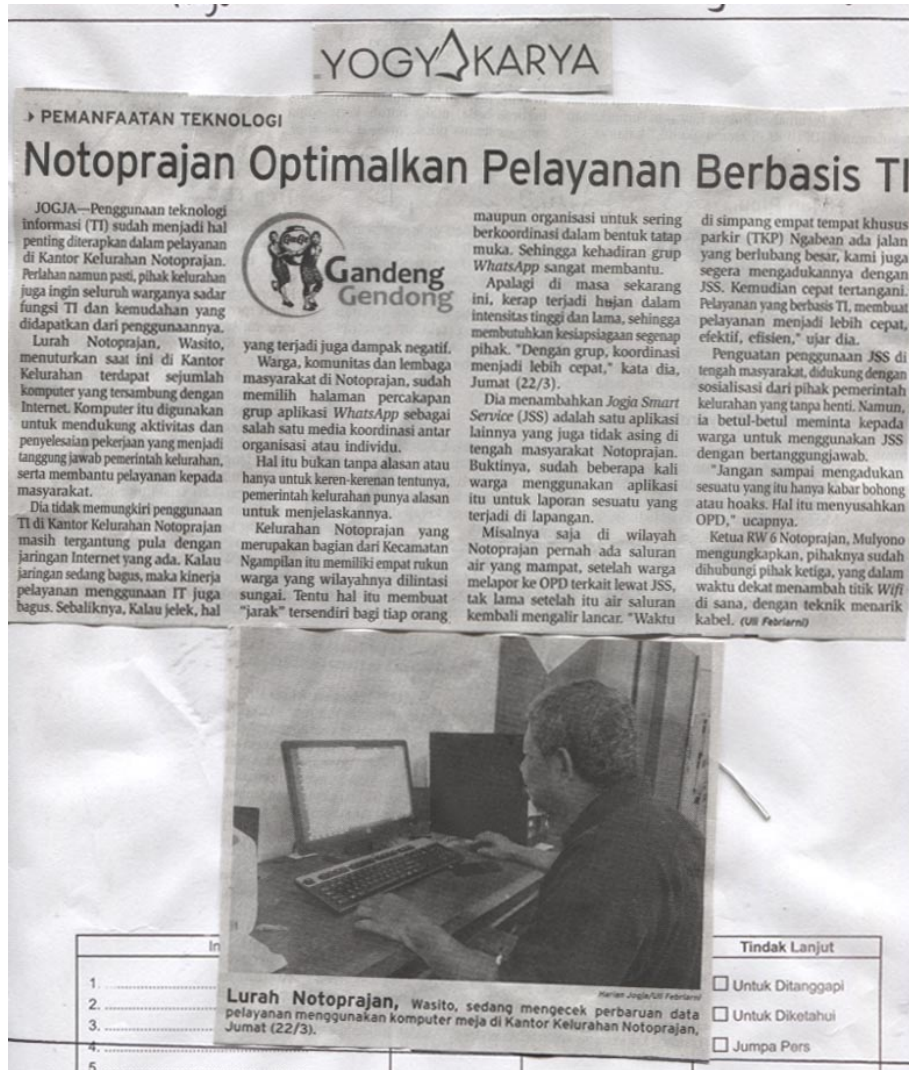 YOGYAKARYA
› PEMANFAATAN TEKNOLOGI
Notoprajan Optimalkan Pelayanan Berbasis TI
JOGJA—Penggunaan teknologi
informasi (TI) sudah menjadi hal
penting diterapkan dalam pelayanan
di Kantor Kelurahan Notoprajan.
Perlahan namun pasti, pihak kelurahan
juga ingin seluruh warganya sadar
fungsi TI dan kemudahan yang
didapatkan dari penggunaannya.
Lurah Notoprajan, Wasito,
menuturkan saat ini di Kantor
Kelurahan terdapat sejumlah
komputer yang tersambung dengan
Internet. Komputer itu digunakan
untuk mendukung aktivitas dan
penyelesaian pekerjaan yang menjadi
tanggung jawab pemerintah kelurahan,
serta membantu pelayanan kepada
masyarakat.
Dia tidak memungkiri penggunaan
TI di Kantor Kelurahan Notoprajan
masih tergantung pula dengan
jaringan Internet yang ada. Kalau
jaringan sedang bagus, maka kinerja
pelayanan menggunakan IT juga
bagus. Sebaliknya, Kalau jelek, hal
Gandeng
Gendong
yang terjadi juga dampak negatif.
Warga, komunitas dan lembaga
masyarakat di Notoprajan, sudah
memilih halaman percakapan
grup aplikasi WhatsApp sebagai
salah satu media koordinasi antar
organisasi atau individu.
Hal itu bukan tanpa alasan atau
hanya untuk keren-kerenan tentunya,
pemerintah kelurahan punya alasan
untuk menjelaskannya.
Kelurahan Notoprajan yang
merupakan bagian dari Kecamatan
Ngampilan itu memiliki empat rukun
warga yang wilayahnya dilintasi
sungai. Tentu hal itu membuat
"jarak" tersendiri bagi tiap orang
maupun organisasi untuk sering
berkoordinasi dalam bentuk tatap
muka. Sehingga kehadiran grup
WhatsApp sangat membantu.
Apalagi di masa sekarang
ini, kerap terjadi hujan dalam
intensitas tinggi dan lama, sehingga
membutuhkan kesiapsiagaan segenap
pihak. "Dengan grup, koordinasi
menjadi lebih cepat," kata dia,
Jumat (22/3).
Dia menambahkan Jogja Smart
Service (JSS) adalah satu aplikasi
lainnya yang juga tidak asing di
tengah masyarakat Notoprajan.
Buktinya, sudah beberapa kali
warga menggunakan aplikasi
itu untuk laporan sesuatu yang
terjadi di lapangan.
Misalnya saja di wilayah
Notoprajan pernah ada saluran
air yang mampat, setelah warga
melapor ke OPD terkait lewat JSS,
tak lama setelah itu air saluran
kembali mengalir lancar. "Waktu
di simpang empat tempat khusus
parkir (TKP) Ngabean ada jalan
yang berlubang besar, kami juga
segera mengadukannya dengan
JSS. Kemudian cepat tertangani.
Pelayanan yang berbasis TI, membuat
pelayanan menjadi lebih cepat,
efektif, efisien," ujar dia.
Penguatan penggunaan JSS di
tengah masyarakat, didukung dengan
sosialisasi dari pihak pemerintah
kelurahan yang tanpa henti. Namun,
ia betul-betul meminta kepada
warga untuk menggunakan JSS
dengan bertanggungjawab.
"Jangan sampai mengadukan
sesuatu yang itu hanya kabar bohong
atau hoaks. Hal itu menyusahkan
OPD," ucapnya.
Ketua RW 6 Notoprajan, Mulyono
mengungkapkan, pihaknya sudah
dihubungi pihak ketiga, yang dalam
waktu dekat menambah titik Wifi
di sana, dengan teknik menarik
kabel. (Uli Febriarni)
Harian Jogja/Uli Febriarni
Lurah Notoprajan, Wasito, sedang mengecek perbaruan data
pelayanan menggunakan komputer meja di Kantor Kelurahan Notoprajan,
Jumat (22/3).
In
1.
2.
3.
4.
5
Tindak Lanjut
Untuk Ditanggapi
Untuk Diketahui
Jumpa Pers